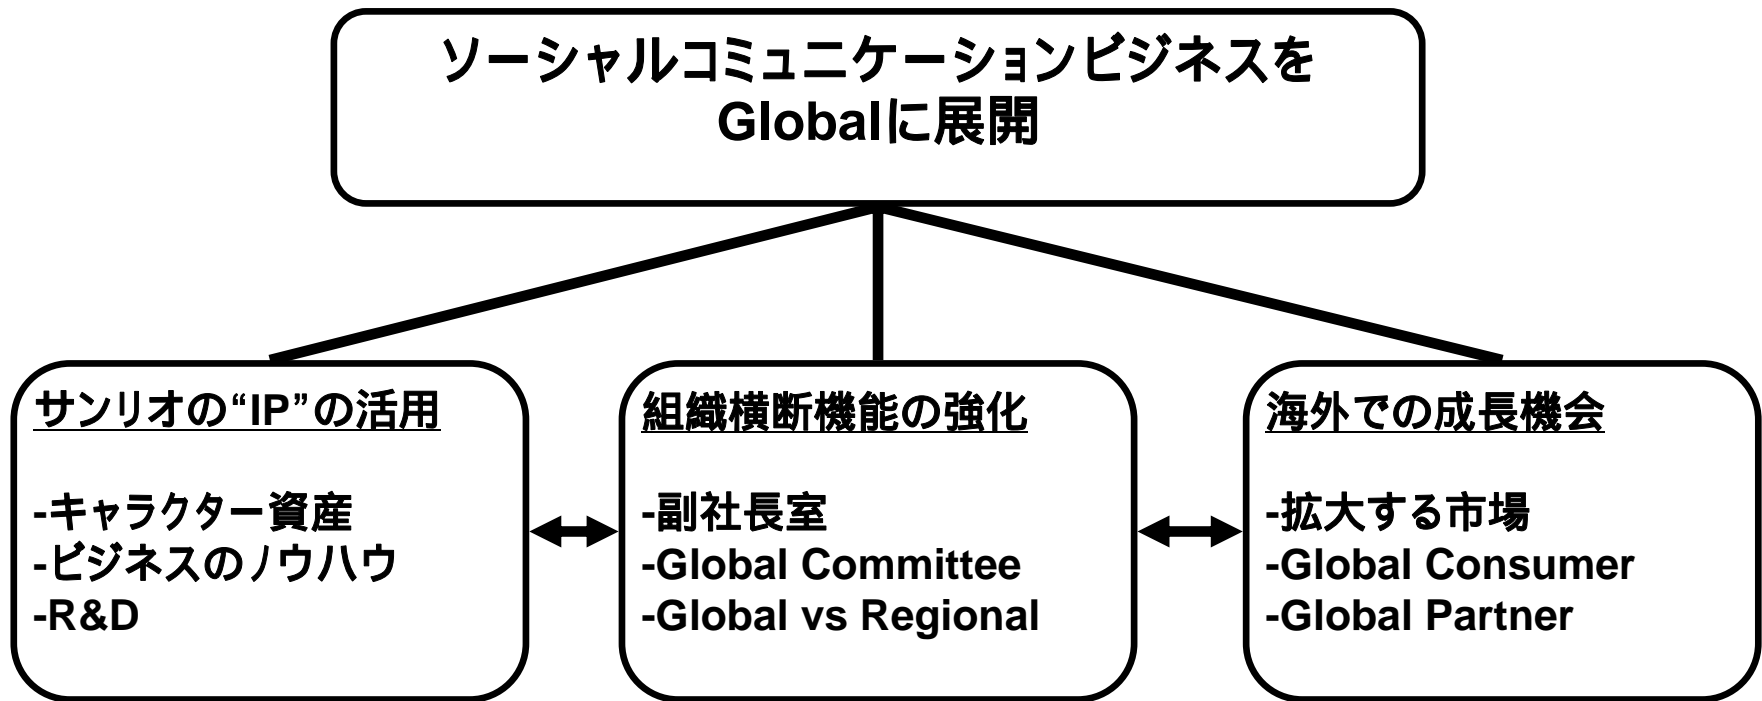 ソーシャルコミュニケーションビジネスを
Globalに展開
サンリオの“IP”の活用
-キャラクター資産
-ビジネスのノウハウ
-R&D
組織横断機能の強化
-副社長室
-Global Committee
-Global vs Regional
海外での成長機会
-拡大する市場
-Global Consumer
-Global Partner